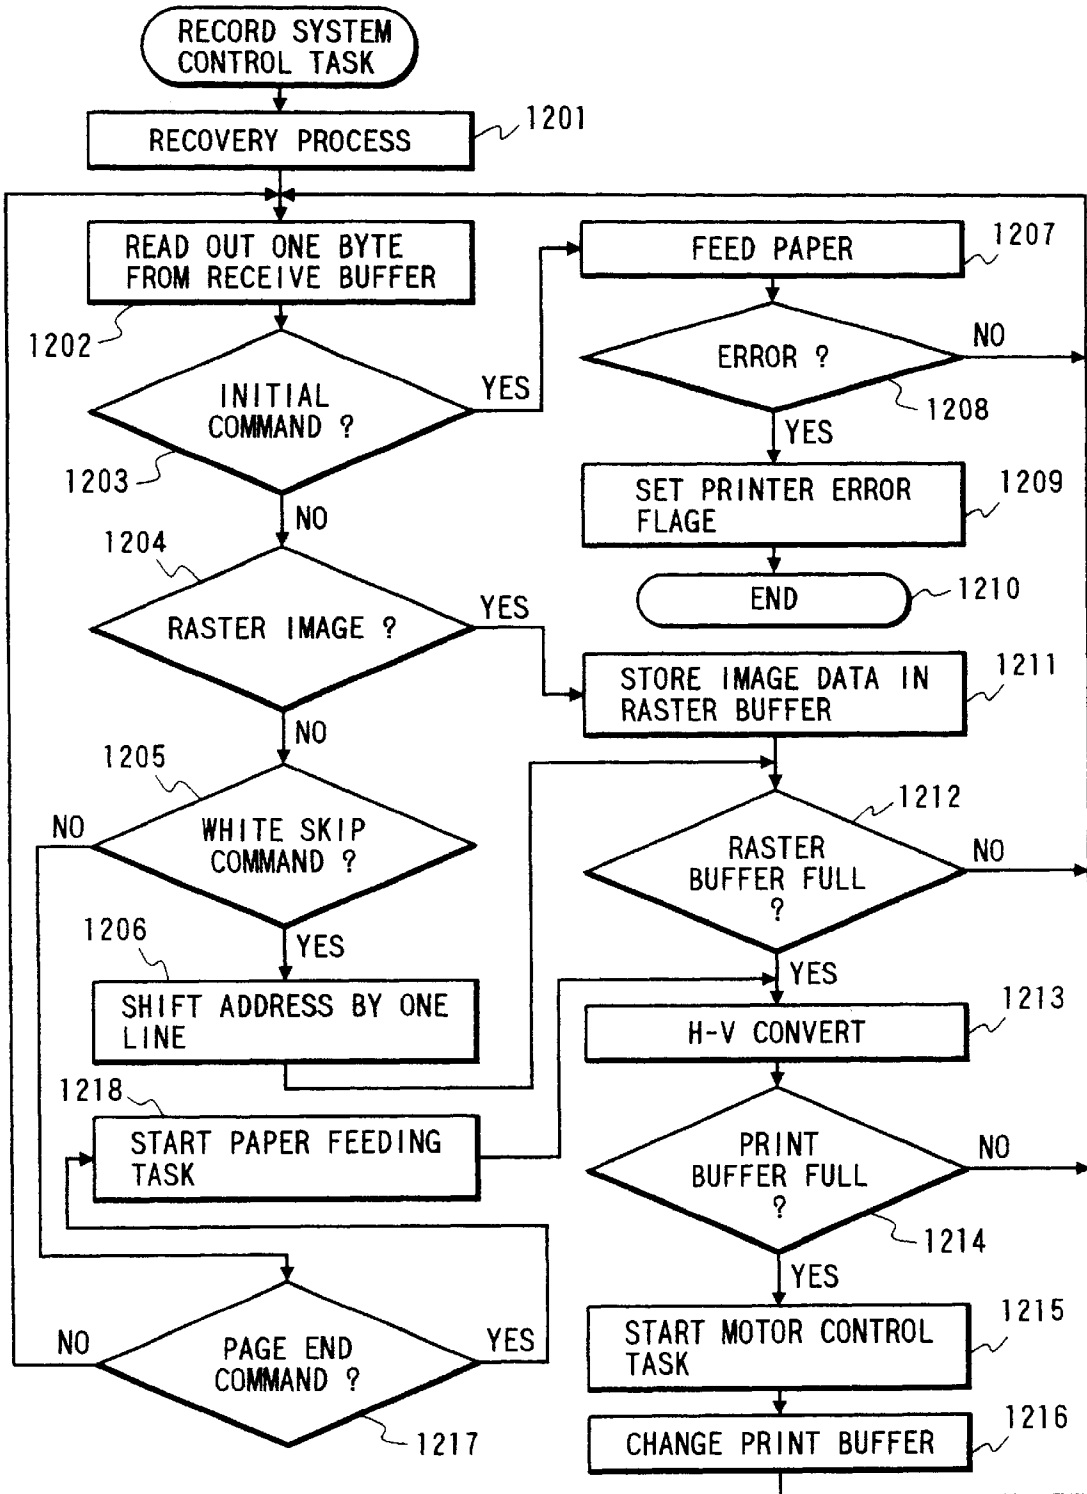 RECORD SYSTEM
CONTROL TASK
RECOVERY PROCESS
1201
READ OUT ONE BYTE
FROM RECEIVE BUFFER
1202
FEED PAPER
1207
INITIAL
COMMAND ?
YES
1203
NO
ERROR ?
NO
1208
YES
SET PRINTER ERROR
FLAGE
1209
END
1210
1204
RASTER IMAGE ?
YES
NO
STORE IMAGE DATA IN
RASTER BUFFER
1211
1205
NO
WHITE SKIP
COMMAND ?
YES
1212
RASTER
BUFFER FULL
?
NO
YES
1206
SHIFT ADDRESS BY ONE
LINE
H-V CONVERT
1213
1218
START PAPER FEEDING
TASK
PRINT
BUFFER FULL
?
NO
1214
YES
NO
PAGE END
COMMAND ?
YES
1217
START MOTOR CONTROL
TASK
1215
CHANGE PRINT BUFFER
1216